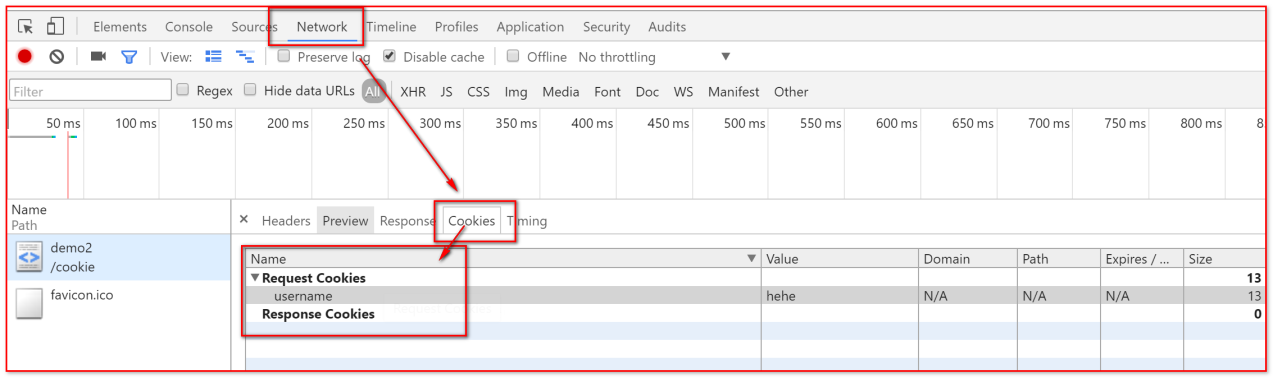 Elements Console Sources Network Timeline Profiles Application Security Audits
View: Preserve log Disable cache Offline No throttling
Filter Regex Hide data URLs All XHR JS CSS Img Media Font Doc WS Manifest Other
50 ms 100 ms 150 ms 200 ms 250 ms 300 ms 350 ms 400 ms 450 ms 500 ms 550 ms 600 ms 650 ms 700 ms 750 ms 800 ms 8
Name
Path
× Headers Preview Response Cookies Timing
demo2
/cookie
favicon.ico
Name Value Domain Path Expires / ... Size
Request Cookies 13
username hehe N/A N/A N/A 13
Response Cookies 0